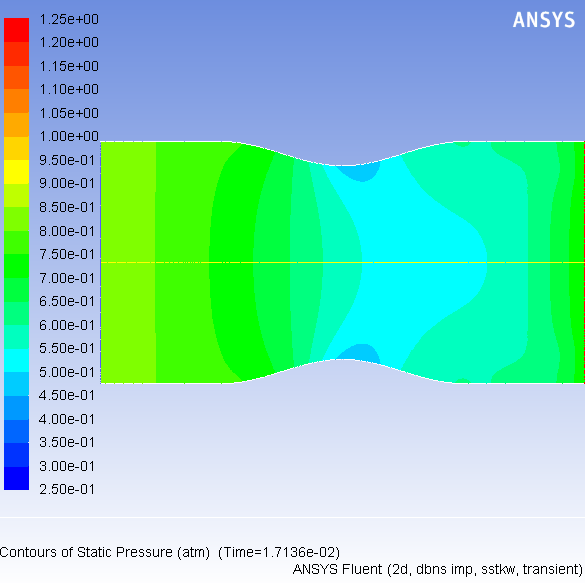 ANSYS
1.25e+00
1.20e+00
1.15e+00
1.10e+00
1.05e+00
1.00e+00
9.50e-01
9.00e-01
8.50e-01
8.00e-01
7.50e-01
7.00e-01
6.50e-01
6.00e-01
5.50e-01
5.00e-01
4.50e-01
4.00e-01
3.50e-01
3.00e-01
2.50e-01
Contours of Static Pressure (atm)  (Time=1.7136e-02)
ANSYS Fluent (2d, dbns imp, sstkw, transient)